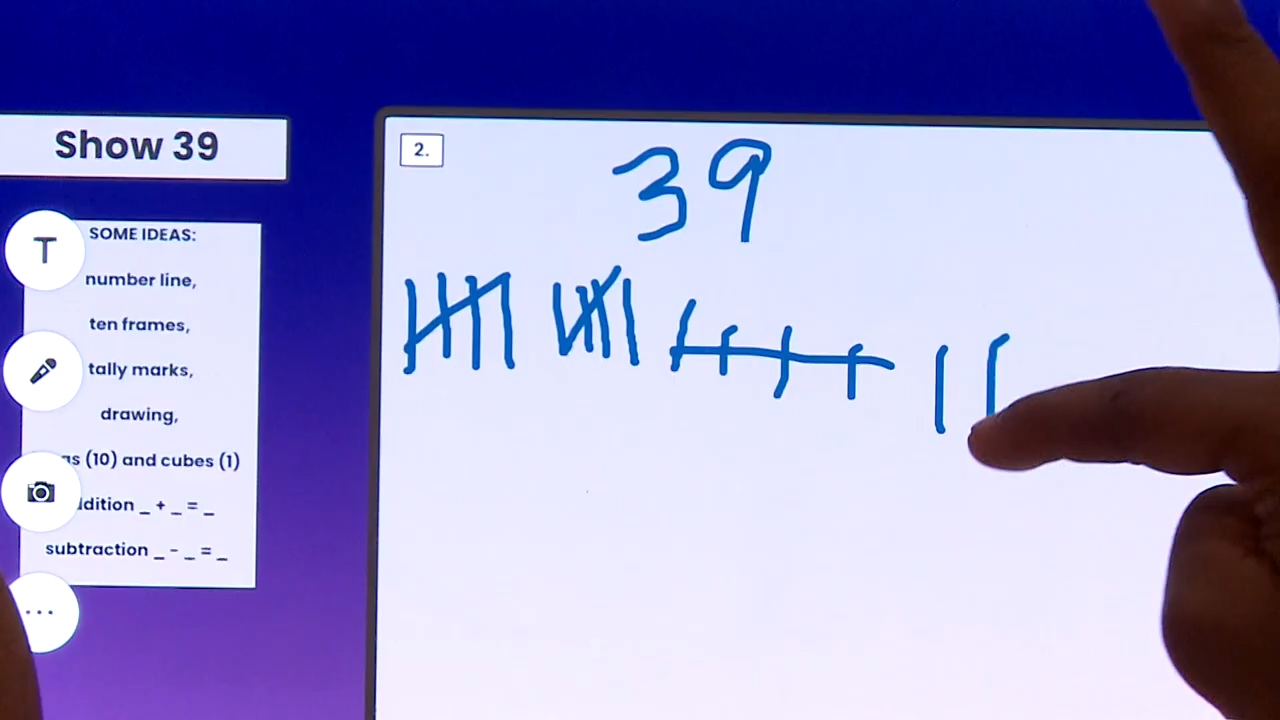 Show 39
SOME IDEAS:
number line,
ten frames,
tally marks,
drawing,
(10) and cubes (1)
_ + _ = _
subtraction _ - _ = _
T
...
2.
39